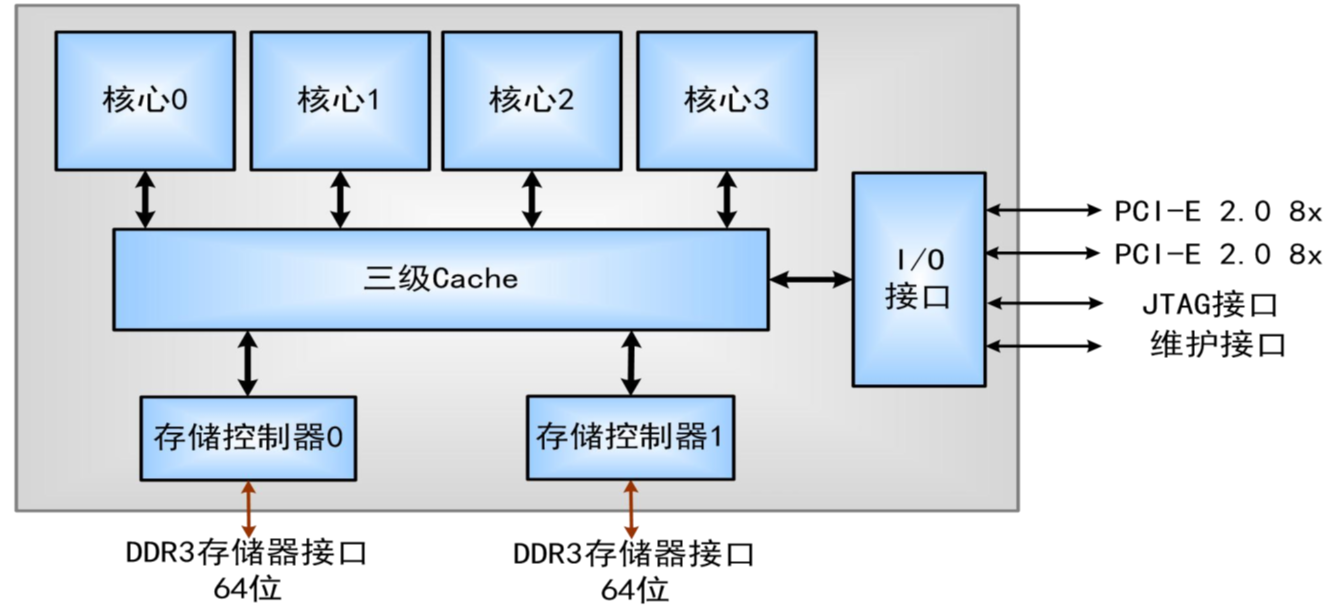 核心0
核心1
核心2
核心3
三级Cache
I/O
接口
PCI-E 2.0 8x
PCI-E 2.0 8x
JTAG接口
维护接口
存储控制器0
存储控制器1
DDR3存储器接口
64位
DDR3存储器接口
64位